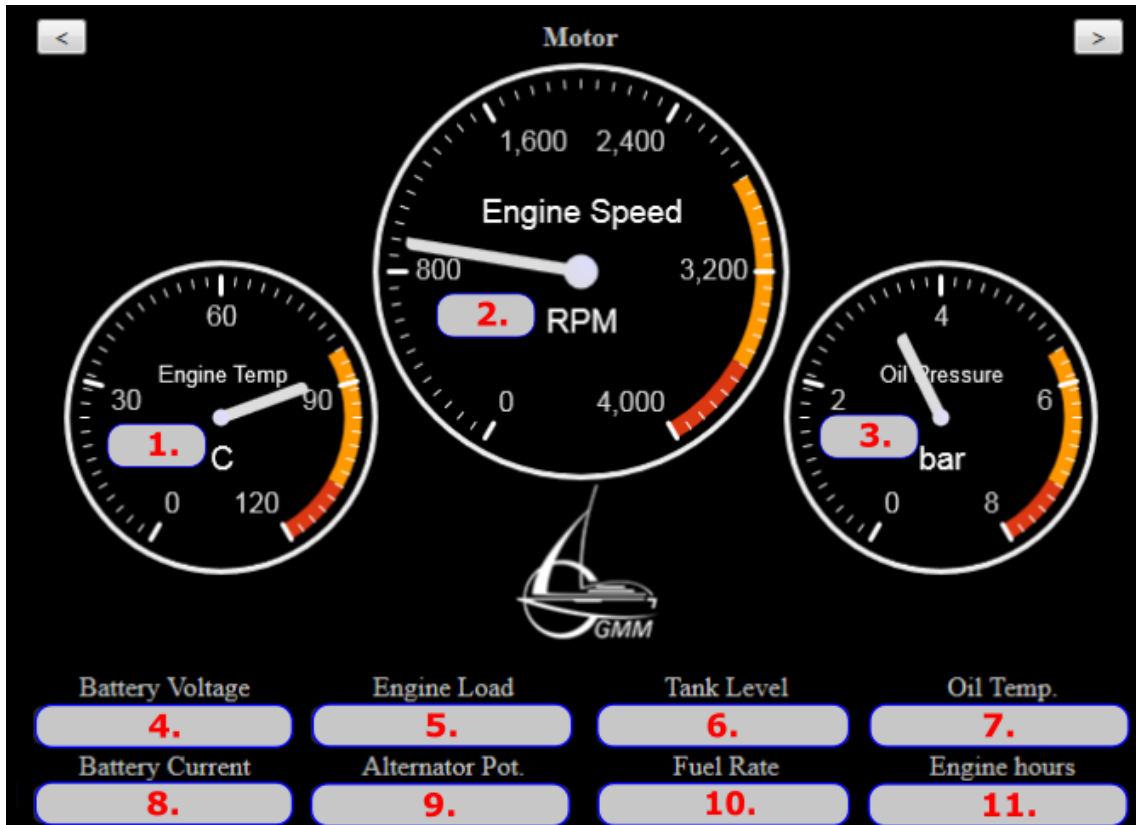 <
Motor
>
1,600
2,400
Engine Speed
800
3,200
2.
RPM
0
4,000
60
Engine Temp
30
90
1.
C
0
120
4
Oil Pressure
2
6
3.
bar
0
8
GMM
Battery Voltage
Engine Load
Tank Level
Oil Temp.
4.
5.
6.
7.
Battery Current
Alternator Pot.
Fuel Rate
Engine hours
8.
9.
10.
11.